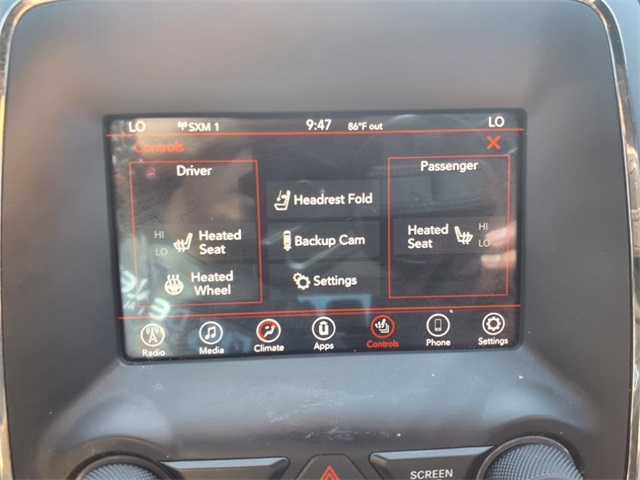 LO SXM 1 9:47 86°F out LO
Controls X
Driver
Passenger
Headrest Fold
HI
LO
Heated
Seat
Backup Cam
Heated
Seat
HI
LO
Heated
Wheel
Settings
Radio Media Climate Apps Controls Phone Settings
SCREEN